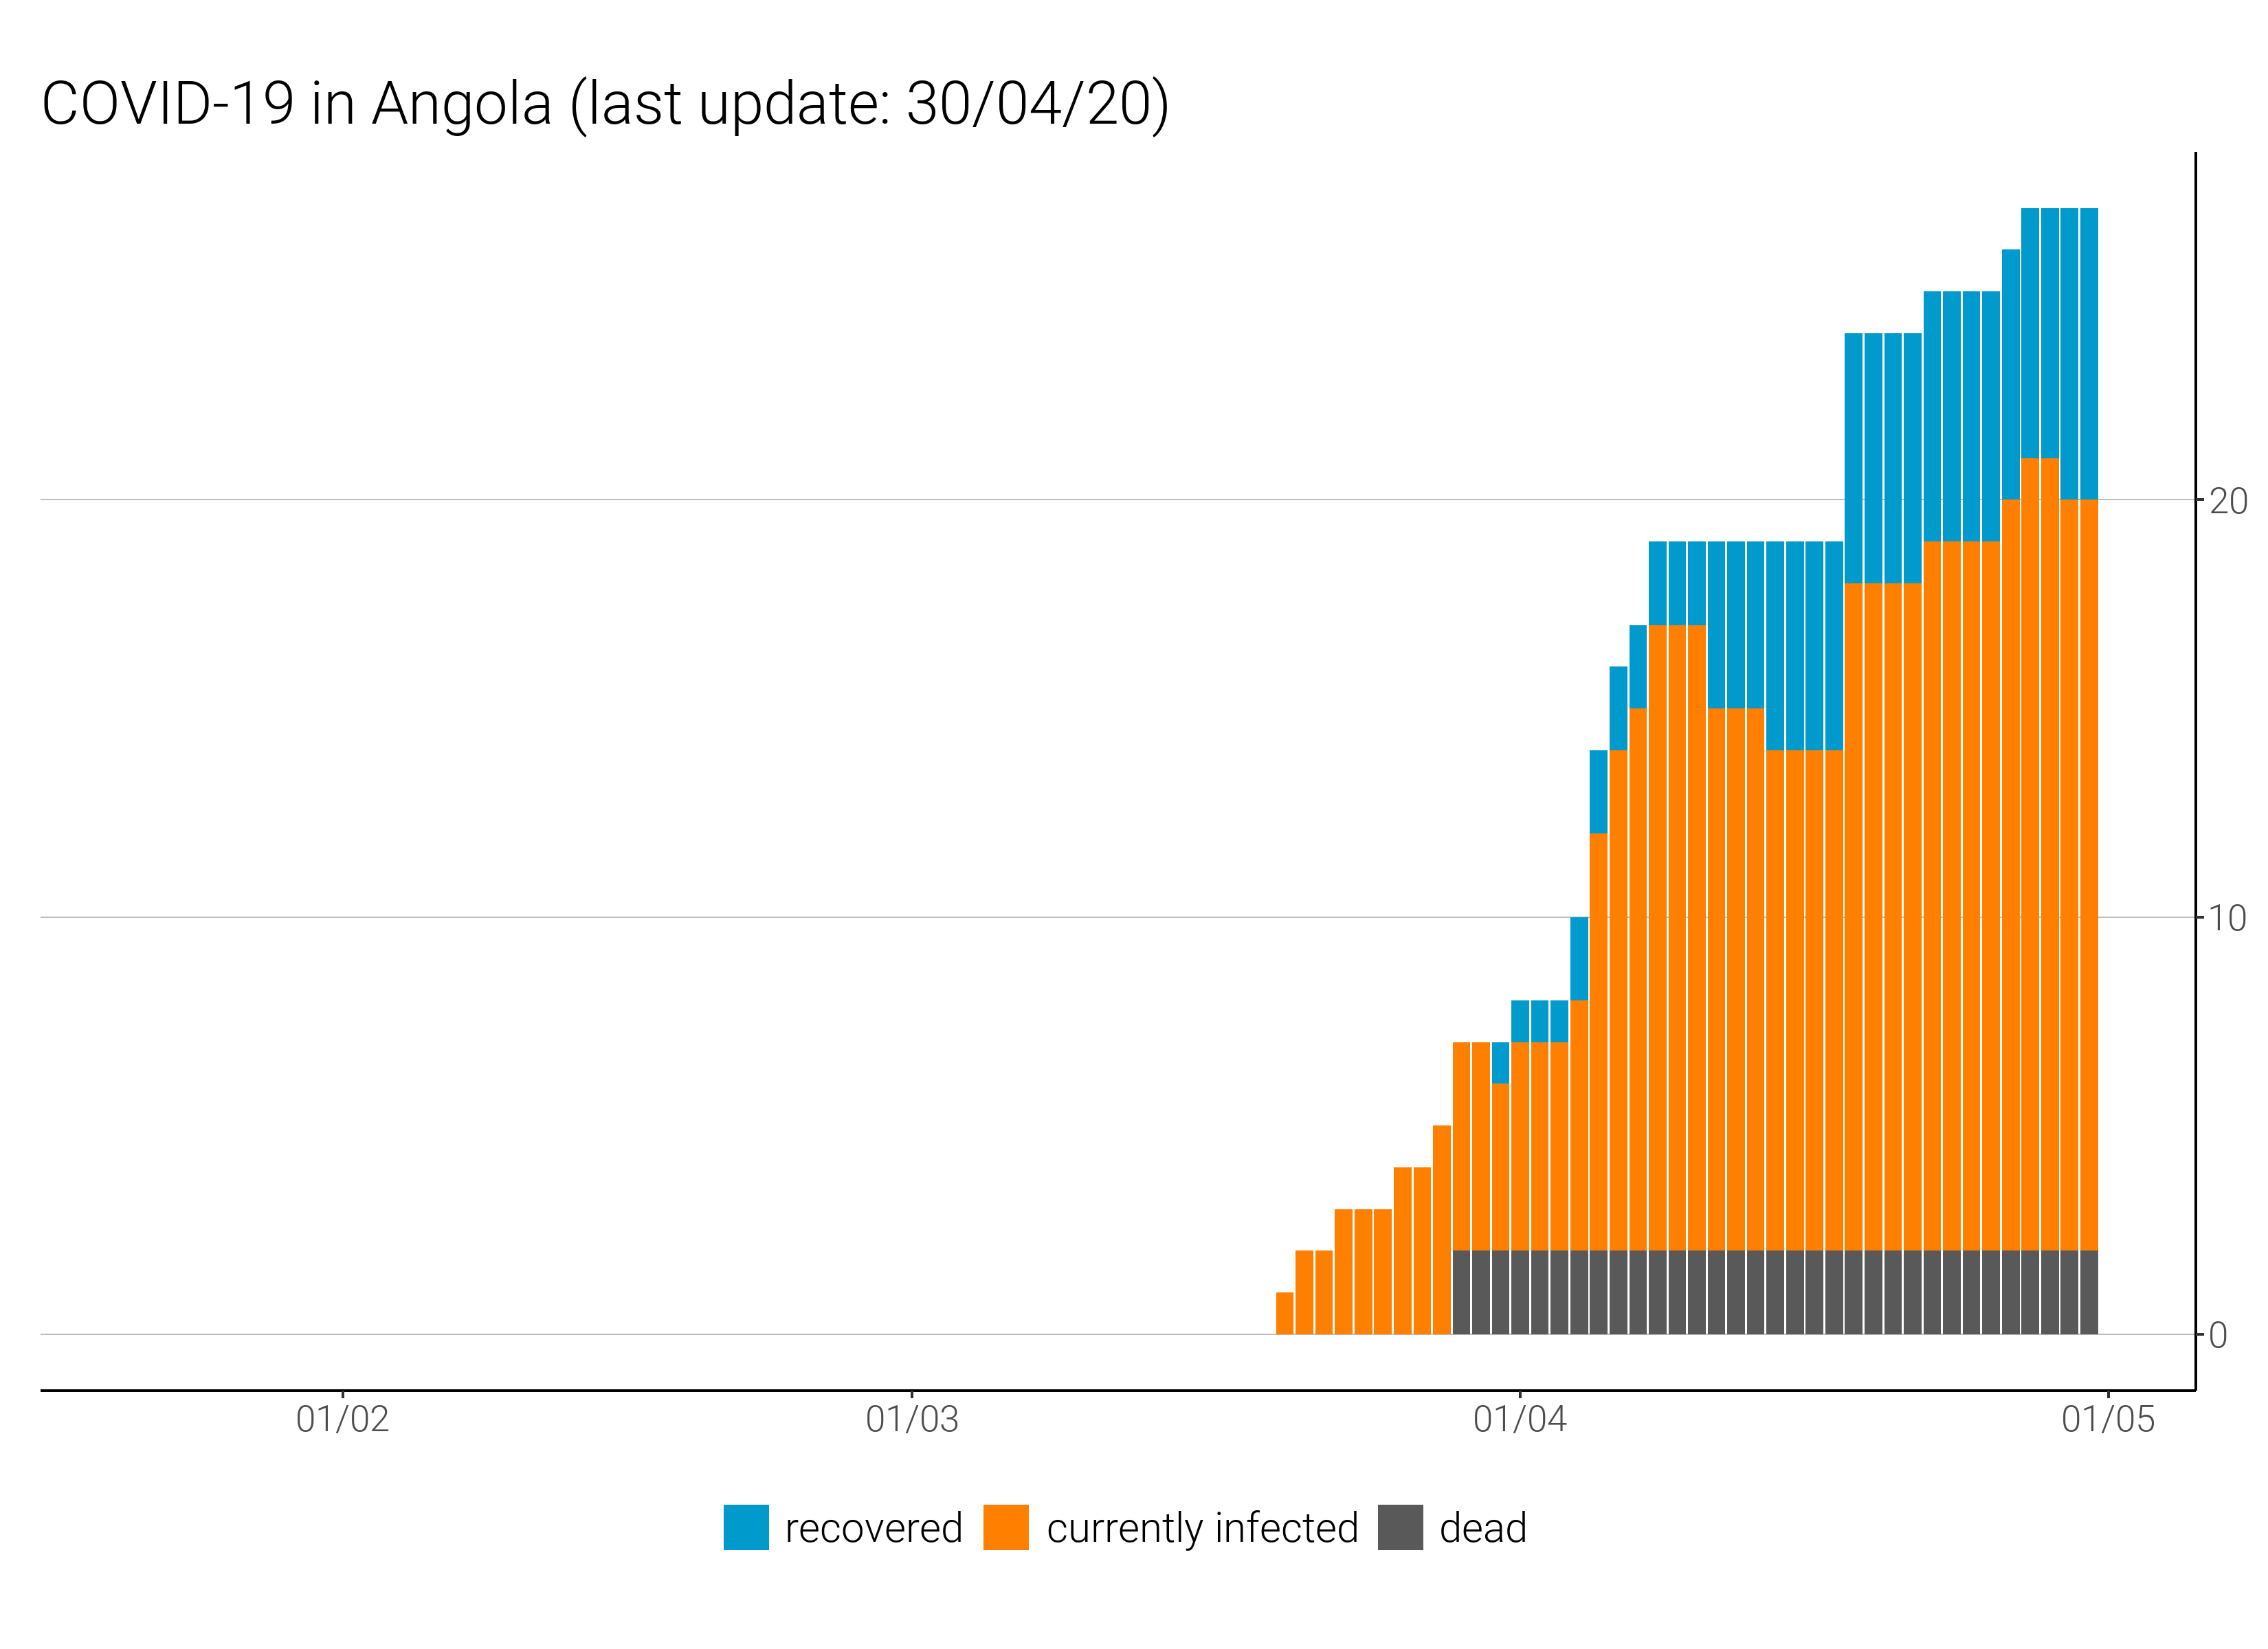 COVID-19 in Angola (last update: 30/04/20)
20
10
0
01/02 01/03 01/04 01/05
recovered currently infected dead